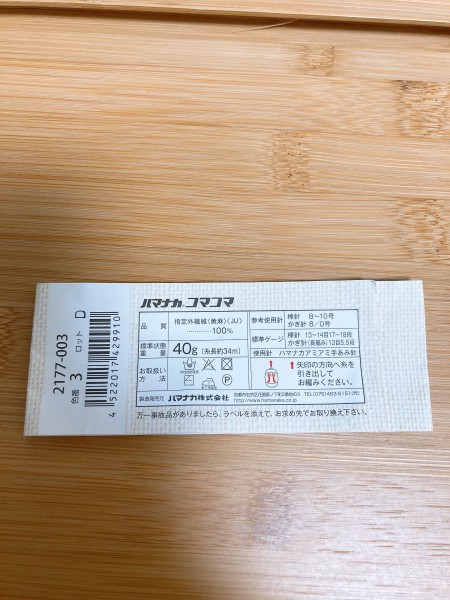 ハマナカ コマコマ
品質 指定外繊維(黄麻)(JU)
100%
標準状態重量 40g (糸長約34m)
お取扱い方法
参考使用針 棒針 8~10号
かぎ針 8/0号
標準ゲージ 棒針 13~14目17~18段
かぎ針(長編み)13目5.5段
使用針 ハマナカアミアミ手あみ針
矢印の方向へ糸を
引き出して
お編みください。
製造発売元 ハマナカ株式会社
http://www.hamanaka.co.jp
万一事故品がありましたら、ラベルを添えて、お求め先でお取り換え下さい。
2177-003
色番 3 ロット D
4 522017 429910